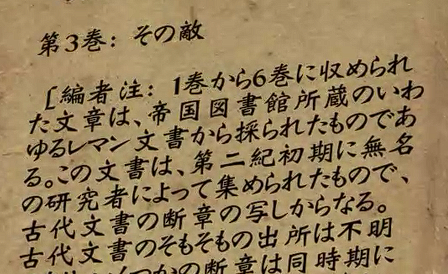 第3巻: その敵
[編者注: 1巻から6巻に収められ
た文章は、帝国図書館所蔵のいわ
ゆるレマン文書から採られたものであ
る。この文書は、第二紀初期に無名
の研究者によって集められたもので、
古代文書の断章の写しからなる。
古代文書のそもそもの出所は不明
つかの断章は同時期に